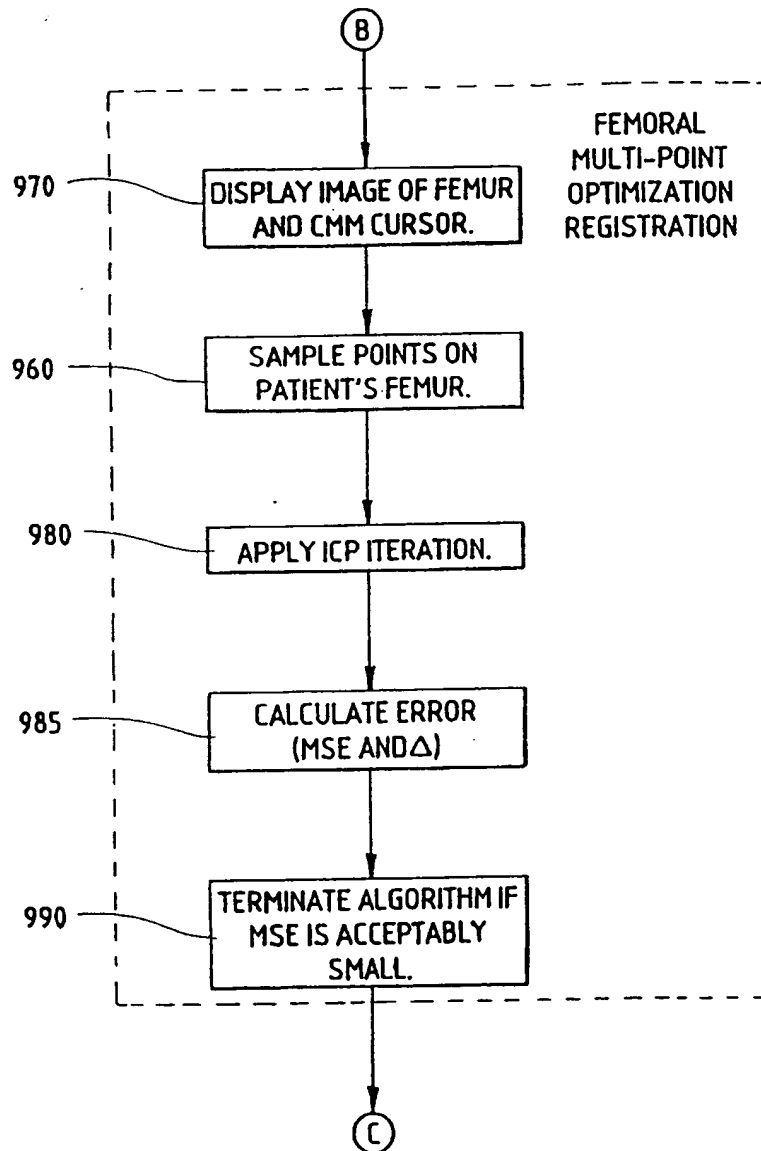 B
FEMORAL
MULTI-POINT
OPTIMIZATION
REGISTRATION
970
DISPLAY IMAGE OF FEMUR
AND CMM CURSOR.
960
SAMPLE POINTS ON
PATIENT'S FEMUR.
980
APPLY ICP ITERATION.
985
CALCULATE ERROR
(MSE AND Δ)
990
TERMINATE ALGORITHM IF
MSE IS ACCEPTABLY
SMALL.
C